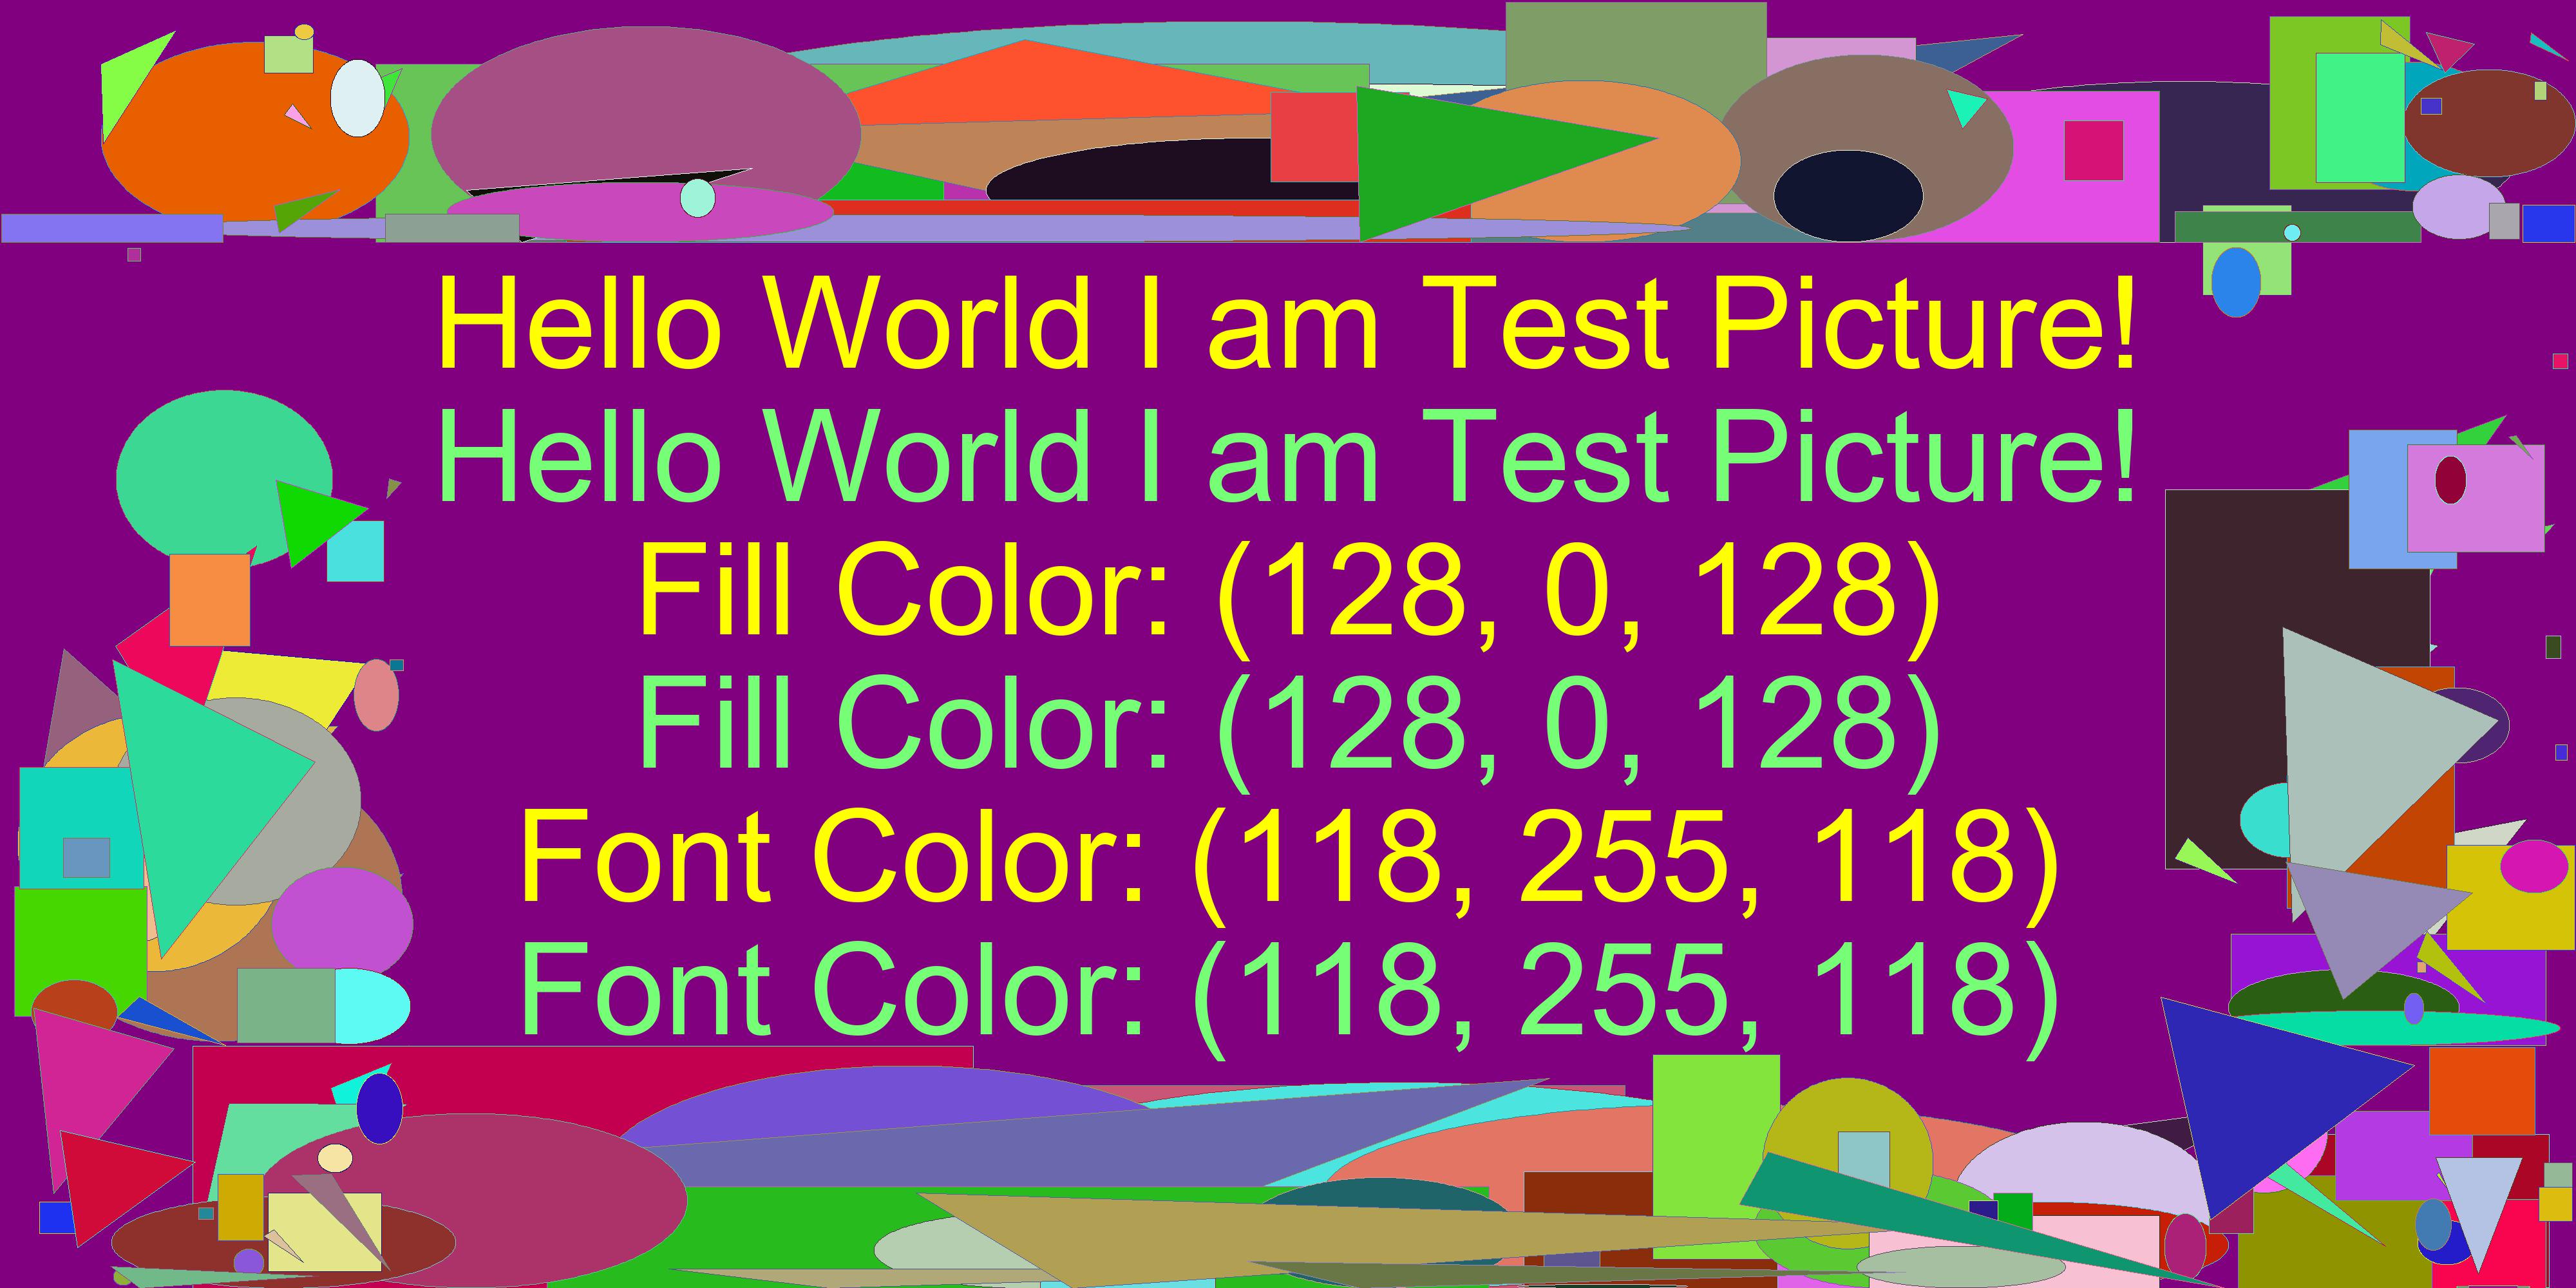 Hello World I am Test Picture!
Hello World I am Test Picture!
Fill Color: (128, 0, 128)
Fill Color: (128, 0, 128)
Font Color: (118, 255, 118)
Font Color: (118, 255, 118)